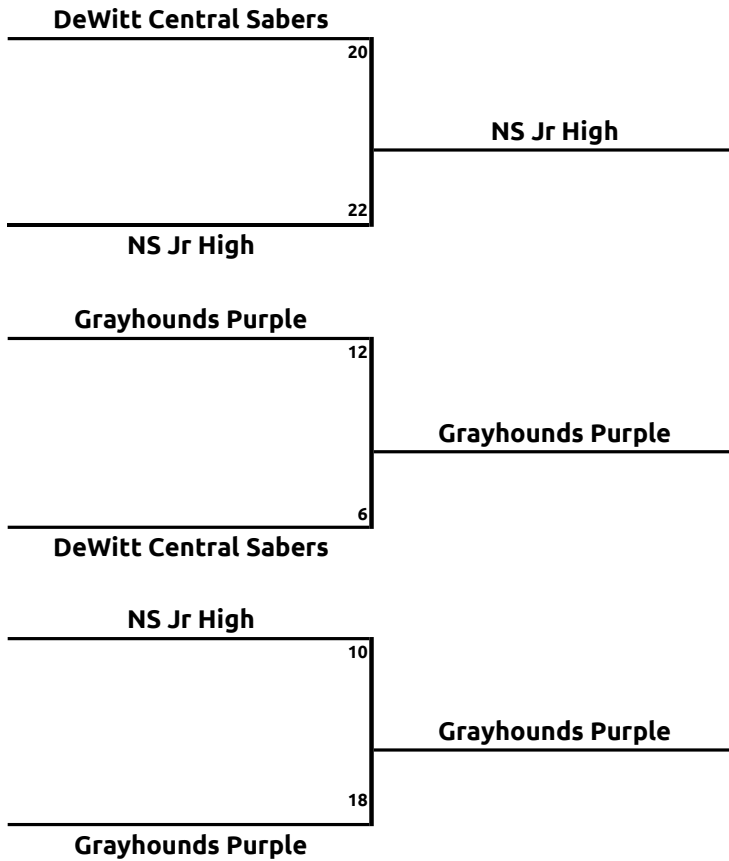 DeWitt Central Sabers
20
NS Jr High
22
NS Jr High
Grayhounds Purple
12
Grayhounds Purple
6
DeWitt Central Sabers
NS Jr High
10
Grayhounds Purple
18
Grayhounds Purple